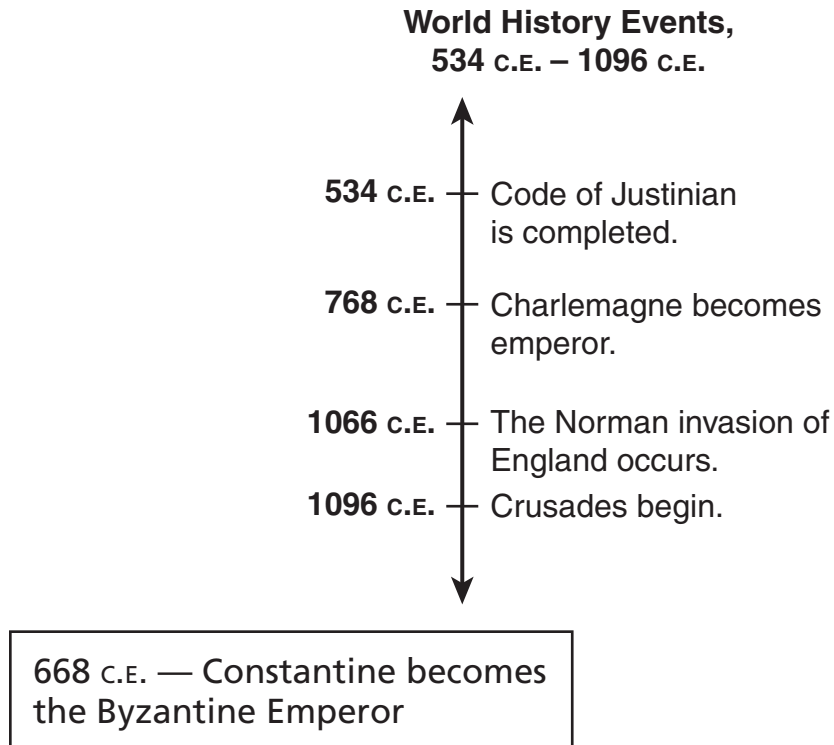 World History Events,
534 C.E. – 1096 C.E.
534 C.E. Code of Justinian
is completed.
768 C.E. Charlemagne becomes
emperor.
1066 C.E. The Norman invasion of
England occurs.
1096 C.E. Crusades begin.
668 C.E. — Constantine becomes
the Byzantine Emperor